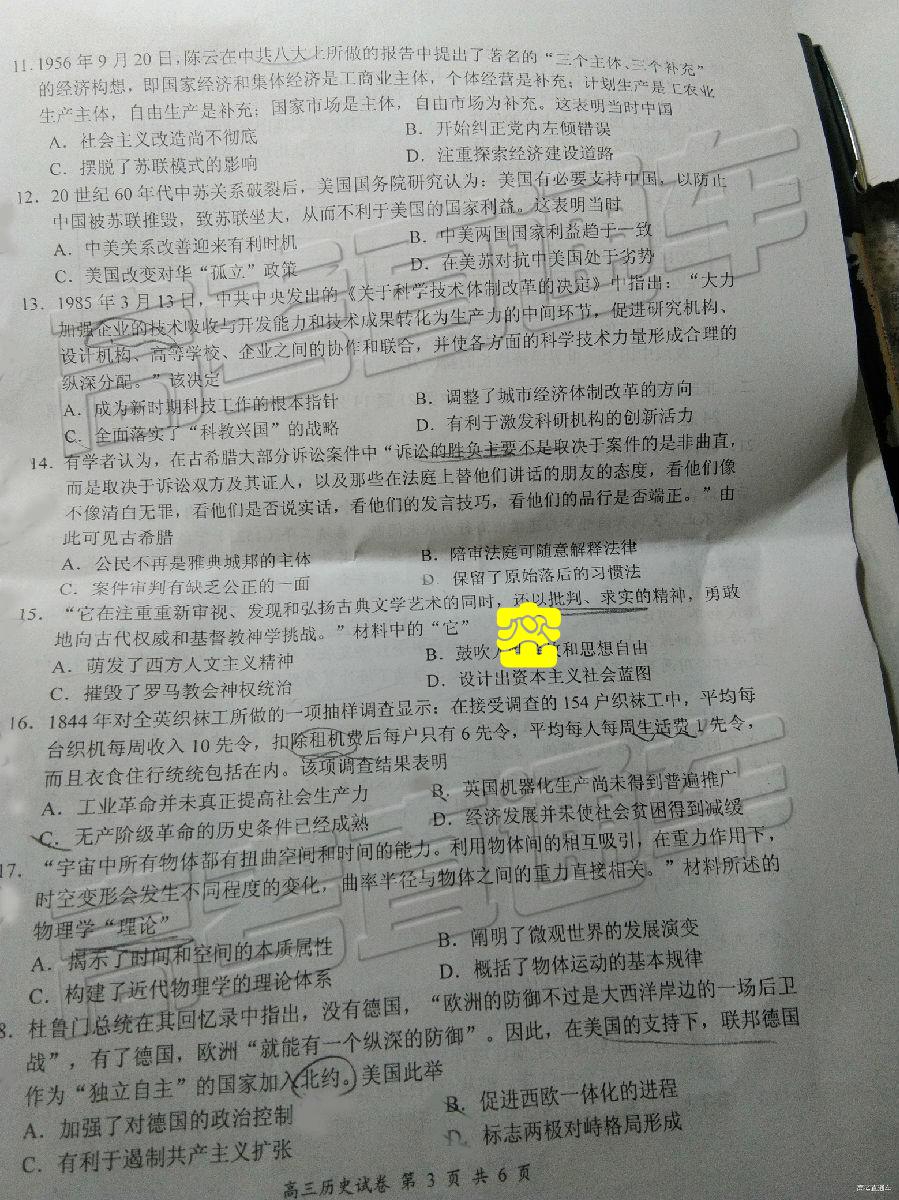 11.1956年9月20日,陈云在中共八大上所做的报告中提出了著名的“三个主体、三个补充”
的经济构想，即国家经济和集体经济是工商业主体，个体经营是补充；计划生产是工农业
生产主体，自由生产是补充；国家市场是主体，自由市场为补充。这表明当时中国
A．社会主义改造尚不彻底
B．开始纠正党内左倾错误
C．摆脱了苏联模式的影响
D．注重探索经济建设道路
12．20世纪60年代中苏关系破裂后，美国国务院研究认为：美国有必要支持中国，以防止
中国被苏联摧毁，致苏联坐大，从而不利于美国的国家利益。这表明当时
A．中美关系改善迎来有利时机
B．中美两国国家利益趋于一致
C．美国改变对华“孤立”政策
D．在美苏对抗中美国处于劣势
13．1985年3月13日，中共中央发出的《关于科学技术体制改革的决定》中指出：“大力
加强企业的技术吸收与开发能力和技术成果转化为生产力的中间环节，促进研究机构、
设计机构、高等学校、企业之间的协作和联合，并使各方面的科学技术力量形成合理的
纵深分配。”该决定
A．成为新时期科技工作的根本指针
B．调整了城市经济体制改革的方向
C．全面落实了“科教兴国”的战略
D．有利于激发科研机构的创新活力
14．有学者认为，在古希腊大部分诉讼案件中“诉讼的胜负主要不是取决于案件的是非曲直，
而是取决于诉讼双方及其证人，以及那些在法庭上替他们讲话的朋友的态度，看他们像
不像清白无罪，看他们是否说实话，看他们的发言技巧，看他们的品行是否端正。”由
此可见古希腊
A．公民不再是雅典城邦的主体
B．陪审法庭可随意解释法律
C．案件审判有缺乏公正的一面
D．保留了原始落后的习惯法
15．“它在注重重新审视、发现和弘扬古典文学艺术的同时，还以批判、求实的精神，勇敢
地向古代权威和基督教神学挑战。”材料中的“它”
A．萌发了西方人文主义精神
B．鼓吹 和思想自由
C．摧毁了罗马教会神权统治
D．设计出资本主义社会蓝图
16．1844年对全英织袜工所做的一项抽样调查显示：在接受调查的154户织袜工中，平均每
台织机每周收入10先令，扣除租机费后每户只有6先令，平均每人每周生活费1先令，
而且衣食住行统统包括在内。该项调查结果表明
A．工业革命并未真正提高社会生产力
B．英国机器化生产尚未得到普遍推广
C．无产阶级革命的历史条件已经成熟
D．经济发展并未使社会贫困得到减缓
17．“宇宙中所有物体都有扭曲空间和时间的能力。利用物体间的相互吸引，在重力作用下，
时空变形会发生不同程度的变化，曲率半径与物体之间的重力直接相关。”材料所述的
物理学“理论”
A．揭示了时间和空间的本质属性
B．阐明了微观世界的发展演变
C．构建了近代物理学的理论体系
D．概括了物体运动的基本规律
8．杜鲁门总统在其回忆录中指出，没有德国，“欧洲的防御不过是大西洋岸边的一场后卫
战”，有了德国，欧洲“就能有一个纵深的防御”。因此，在美国的支持下，联邦德国
作为“独立自主”的国家加入北约。美国此举
A．加强了对德国的政治控制
B．促进西欧一体化的进程
C．有利于遏制共产主义扩张
D．标志两极对峙格局形成
高三历史试卷 第 3 页 共 6 页
高考直通车
高考直通车